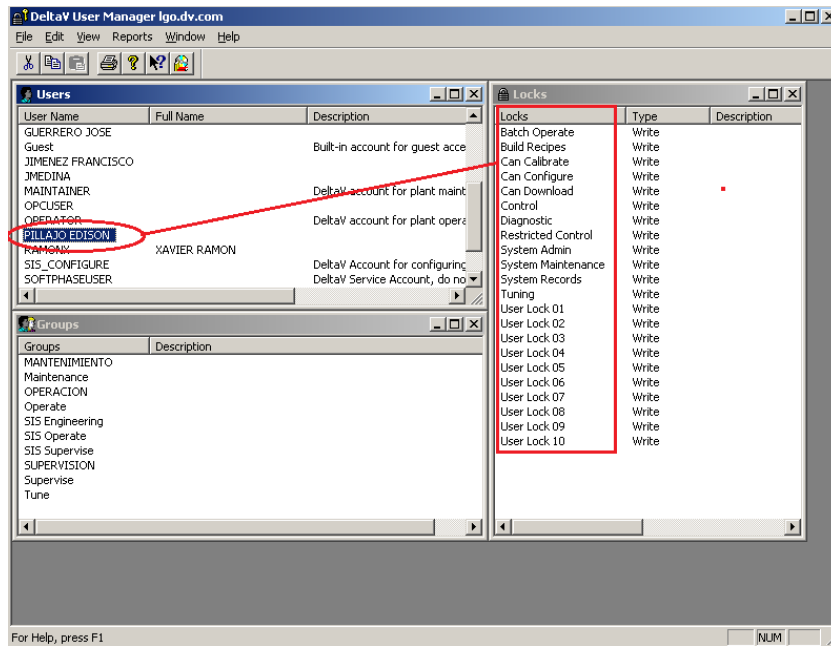 DeltaV User Manager lgo.dv.com
File Edit View Reports Window Help
Users
User Name Full Name Description
GUERRERO JOSE
Guest Built-in account for guest acce
JIMENEZ FRANCISCO
JMEDINA
MAINTAINER DeltaV account for plant maint
OPCUSER
OPERATOR DeltaV account for plant opera
PILLAJO EDISON
RAMONX XAVIER RAMON
SIS_CONFIGURE DeltaV Account for configuring
SOFTPHASEUSER DeltaV Service Account, do no
Groups
Groups Description
MANTENIMIENTO
Maintenance
OPERACION
Operate
SIS Engineering
SIS Operate
SIS Supervise
SUPERVISION
Supervise
Tune
Locks
Locks Type Description
Batch Operate Write
Build Recipes Write
Can Calibrate Write
Can Configure Write
Can Download Write
Control Write
Diagnostic Write
Restricted Control Write
System Admin Write
System Maintenance Write
System Records Write
Tuning Write
User Lock 01 Write
User Lock 02 Write
User Lock 03 Write
User Lock 04 Write
User Lock 05 Write
User Lock 06 Write
User Lock 07 Write
User Lock 08 Write
User Lock 09 Write
User Lock 10 Write
For Help, press F1 NUM